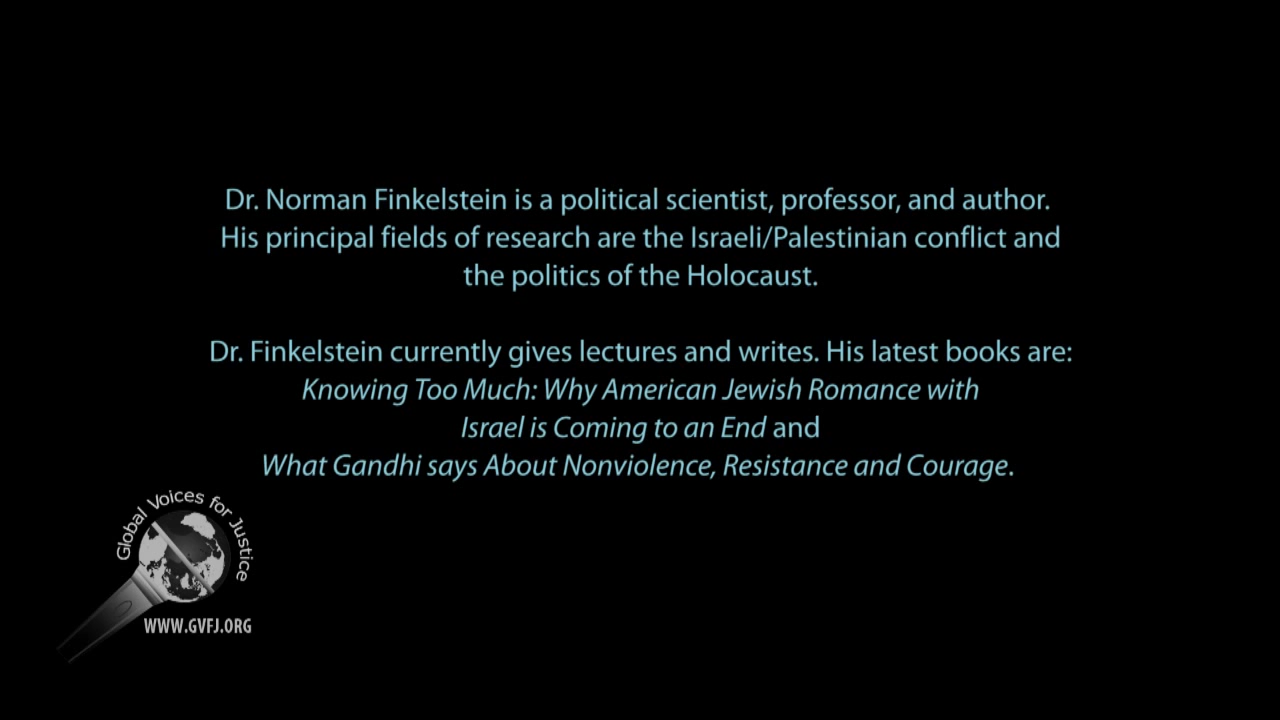 Dr. Norman Finkelstein is a political scientist, professor, and author.
His principal fields of research are the Israeli/Palestinian conflict and
the politics of the Holocaust.
Dr. Finkelstein currently gives lectures and writes. His latest books are:
Knowing Too Much: Why American Jewish Romance with
Israel is Coming to an End and
What Gandhi says About Nonviolence, Resistance and Courage.
Global Voices for Justice
WWW.GVFJ.ORG